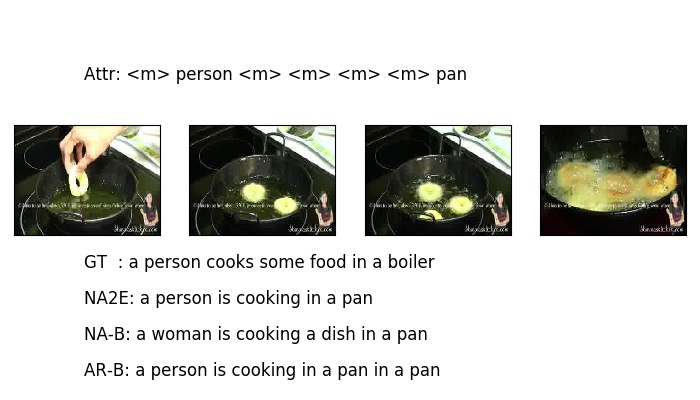 Attr: <m> person <m> <m> <m> <m> pan
GT : a person cooks some food in a boiler
NA2E: a person is cooking in a pan
NA-B: a woman is cooking a dish in a pan
AR-B: a person is cooking in a pan in a pan